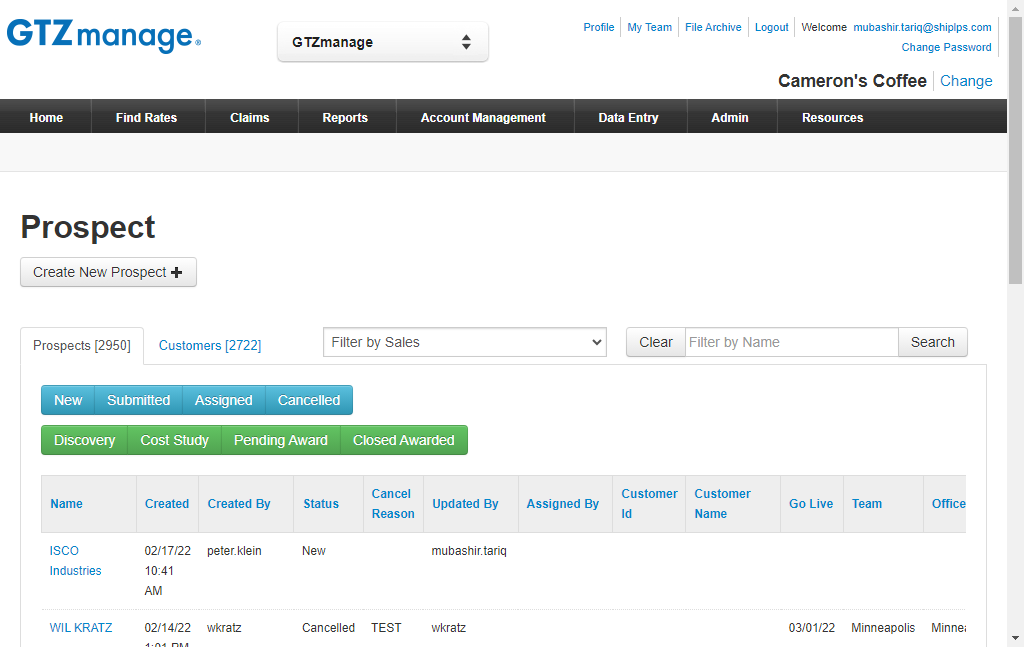 GTZmanage®
GTZmanage
Profile My Team File Archive Logout Welcome mubashir.tariq@shiplps.com
Change Password
Cameron's Coffee Change
Home Find Rates Claims Reports Account Management Data Entry Admin Resources
Prospect
Create New Prospect +
Prospects [2950] Customers [2722] Filter by Sales Clear Filter by Name Search
New Submitted Assigned Cancelled
Discovery Cost Study Pending Award Closed Awarded
Name Created Created By Status Cancel Reason Updated By Assigned By Customer Id Customer Name Go Live Team Office
ISCO Industries 02/17/22 10:41 AM peter.klein New mubashir.tariq
WIL KRATZ 02/14/22 1:01 PM wkratz Cancelled TEST wkratz 03/01/22 Minneapolis